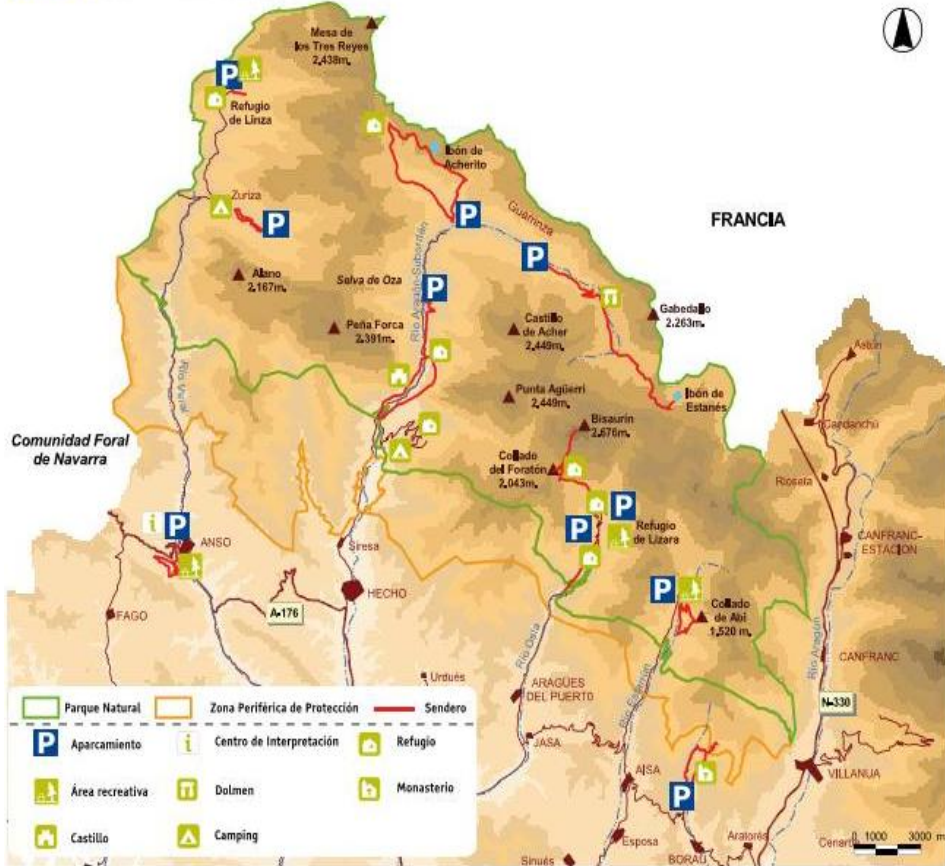 Mesa de
los Tres Reyes
2.438m.
Refugio
de Linza
Ibón de
Acherito
Zuriza
Guarrinza
FRANCIA
Alano
2.167m.
Selva de Oza
Río Aragón-Subordán
Peña Forca
2.391m.
Castillo
de Acher
2.449m.
Gabedallo
2.263m.
Astún
Punta Agüerri
2.449m.
Ibón de
Estanés
Candanchú
Bisaurin
2.676m.
Río Veral
Comunidad Foral
de Navarra
Collado
del Foratón
2.043m.
Rioseta
Refugio
de Lizara
CANFRANC-
ESTACION
ANSO
Siresa
HECHO
Collado
de Abi
1.520 m.
FAGO
A-176
Río Osia
Río Estarrún
Río Aragón
CANFRANC
Urdués
ARAGÜES
DEL PUERTO
N-330
JASA
VILLANUA
AISA
Esposa
Sinués
BORAU
Aratorés
0 1000 3000 m
Parque Natural
Zona Periférica de Protección
Sendero
P Aparcamiento
i Centro de Interpretación
Refugio
Área recreativa
Dolmen
Monasterio
Castillo
Camping